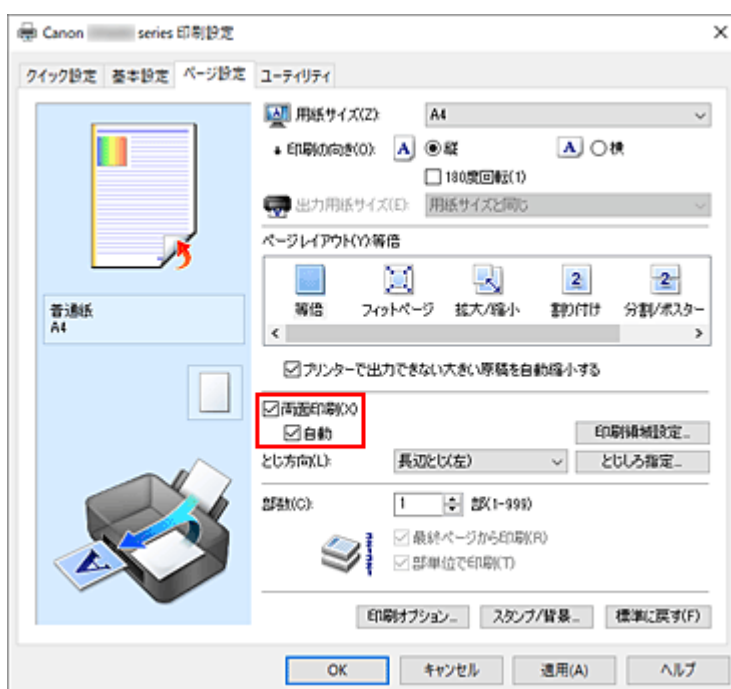 Canon series 印刷設定
クイック設定 基本設定 ページ設定 ユーティリティ
用紙サイズ(Z): A4
印刷の向き(O): A 縦 A 横
180度回転(1)
出力用紙サイズ(E): 用紙サイズと同じ
ページレイアウト(Y):等倍
等倍 フィットページ 拡大/縮小 割り付け 分割/ポスター
普通紙
A4
プリンターで出力できない大きい原稿を自動縮小する
両面印刷(X)
自動
印刷領域設定...
とじ方向(L): 長辺とじ(左) とじしろ指定...
部数(C): 1 部(1-999)
最終ページから印刷(R)
部単位で印刷(T)
印刷オプション... スタンプ/背景... 標準に戻す(F)
OK キャンセル 適用(A) ヘルプ